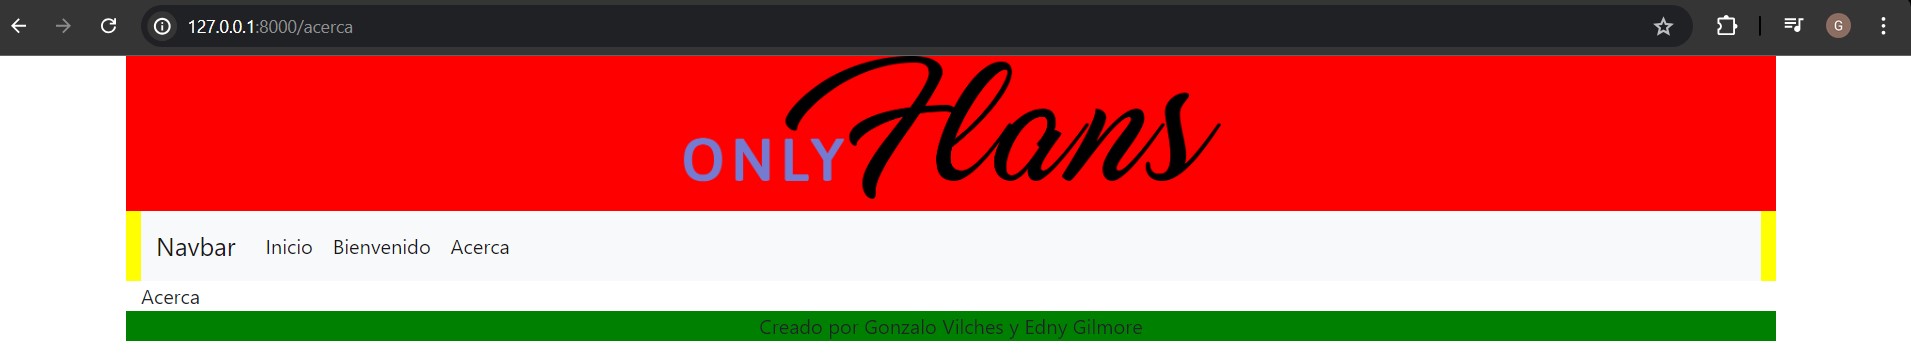 127.0.0.1:8000/acerca
G
ONLY Flans
Navbar Inicio Bienvenido Acerca
Acerca
Creado por Gonzalo Vilches y Edny Gilmore